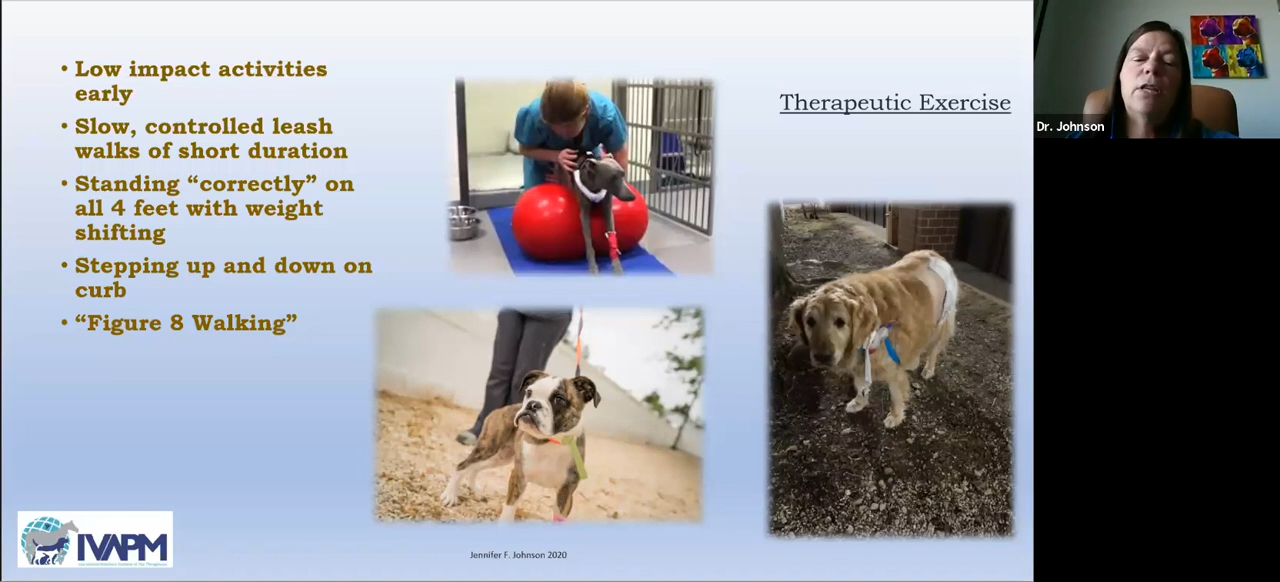 Therapeutic Exercise
• Low impact activities
early
• Slow, controlled leash
walks of short duration
• Standing “correctly” on
all 4 feet with weight
shifting
• Stepping up and down on
curb
• “Figure 8 Walking”
IVAPM
Jennifer F. Johnson 2020
Dr. Johnson